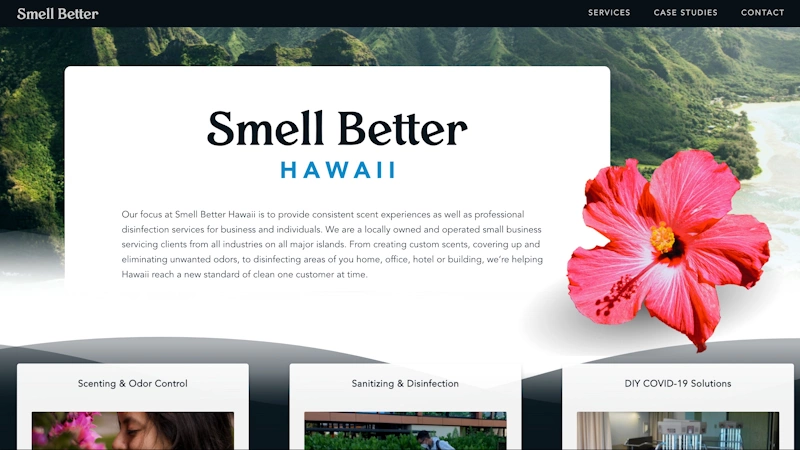 Smell Better
SERVICES CASE STUDIES CONTACT
Smell Better
HAWAII
Our focus at Smell Better Hawaii is to provide consistent scent experiences as well as professional
disinfection services for business and individuals. We are a locally owned and operated small business
servicing clients from all industries on all major islands. From creating custom scents, covering up and
eliminating unwanted odors, to disinfecting areas of you home, office, hotel or building, we're helping
Hawaii reach a new standard of clean one customer at time.
Scenting & Odor Control
Sanitizing & Disinfection
DIY COVID-19 Solutions